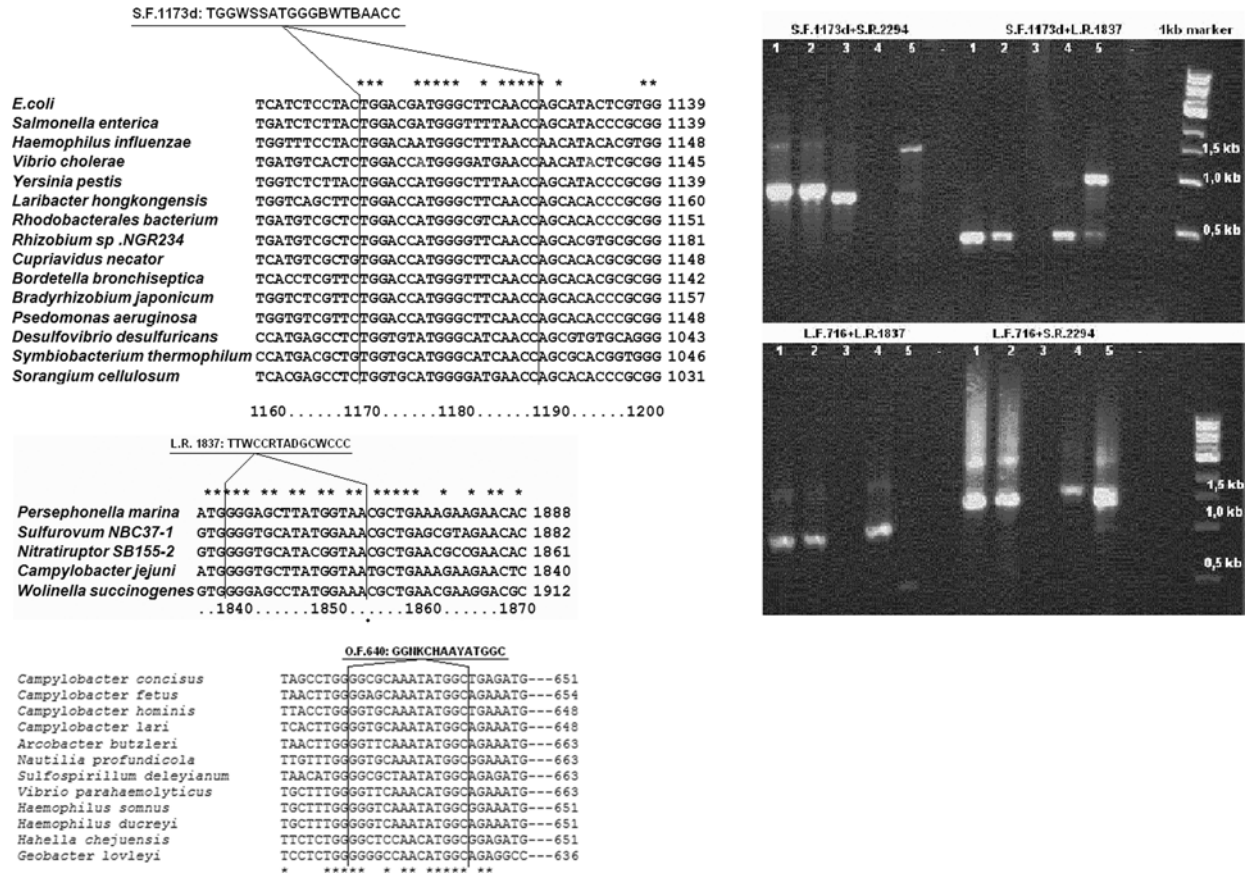 S.F.1173d: TGGWSSATGGGBWTBAACC
*** ***** * ***** * **
E.coli TCATCTCCTACTGGACGATGGGCTTCAACCAGCATACTCGTGG 1139
Salmonella enterica TGATCTCTTACTGGACGATGGGTTTTAACCAGCATACCCGCGG 1139
Haemophilus influenzae TGGTTTCCTACTGGACAATGGGCTTTAACCAACATACACGTGG 1148
Vibrio cholerae TGATGTCACTCTGGACCATGGGGATGAACCAACATACTCGCGG 1145
Yersinia pestis TGGTCTCTTACTGGACCATGGGCTTTAACCAGCATACCCGCGG 1139
Laribacter hongkongensis TGGTCAGCTTCTGGACCATGGGCTTCAACCAGCACACCCGCGG 1160
Rhodobacterales bacterium TGATGTCGCTCTGGACCATGGGCGTCAACCAGCACACCCGCGG 1151
Rhizobium sp .NGR234 TGATGTCGCTCTGGACCATGGGGTTCAACCAGCACGTGCGCGG 1181
Cupriavidus necator TCATGTCGCTGTGGACCATGGGCTTCAACCAGCACACCCGCGG 1148
Bordetella bronchiseptica TCACCTCGTTCTGGACCATGGGTTTCAACCAGCACACGCGCGG 1142
Bradyrhizobium japonicum TGGTCTCGTTCTGGACCATGGGCTTCAACCAGCACACCCGCGG 1157
Psedomonas aeruginosa TGGTGTCGTTCTGGACCATGGGCTTCAACCAGCACACCCGCGG 1148
Desulfovibrio desulfuricans CCATGAGCCTCTGGTGTATGGGCATCAACCAGCGTGTGCAGGG 1043
Symbiobacterium thermophilum CCATGACGCTGTGGTGCATGGGCATCAACCAGCGCACGGTGGG 1046
Sorangium cellulosum TCACGAGCCTCTGGTGCATGGGGATGAACCAGCACACCCGCGG 1031
1160......1170......1180......1190......1200
L.R. 1837: TTWCCRTADGCWCCC
***** ** ** ** ** ***** * * ** *
Persephonella marina ATGGGGGAGCTTATGGTAACGCTGAAAGAAGAACAC 1888
Sulfurovum NBC37-1 GTGGGGTGCATATGGAAACGCTGAGCGTAGAACAC 1882
Nitratiruptor SB155-2 GTGGGGTGCATACGGTAACGCTGAACGCCGAACAC 1861
Campylobacter jejuni ATGGGGTGCTTATGGTAATGCTGAAAGAAGAACTC 1840
Wolinella succinogenes GTGGGGAGCCTATGGAAACGCTGAACGAAGGACGC 1912
..1840......1850......1860......1870
O.F.640: GGHKCHAAYATGGC
Campylobacter concisus TAGCCTGGGGCGCAAATATGGCTGAGATG---651
Campylobacter fetus TAACTTGGGGAGCAAATATGGCAGAAATG---654
Campylobacter hominis TTACCTGGGGTGCAAATATGGCTGAAATG---648
Campylobacter lari TCACTTGGGGTGCAAATATGGCAGAAATG---648
Arcobacter butzleri TAACTTGGGGTTCAAATATGGCAGAAATG---663
Nautilia profundicola TTGTTTGGGGTGCAAATATGGCGGAAATG---663
Sulfospirillum deleyianum TAACATGGGGCGCTAATATGGCAGAGATG---663
Vibrio parahaemolyticus TGCTTTGGGGTTCAAACATGGCAGAAATG---663
Haemophilus somnus TGCTTTGGGGGTCAAATATGGCGGAAATG---651
Haemophilus ducreyi TGCTTTGGGGTTCAAATATGGCAGAAATG---651
Hahella chejuensis TTCTCTGGGGCTCCAACATGGCGGAGATG---651
Geobacter lovleyi TCCTCTGGGGGGCCAACATGGCAGAGGCC---636
* ***** * * ***** **
S.F.1173d+S.R.2294 S.F.1173d+L.R.1837 1kb marker
1 2 3 4 5 - 1 2 3 4 5 -
1,5 kb
1,0 kb
0,5 kb
L.F.716+L.R.1837 L.F.716+S.R.2294
1 2 3 4 5 - 1 2 3 4 5 -
1,5 kb
1,0 kb
0,5 kb